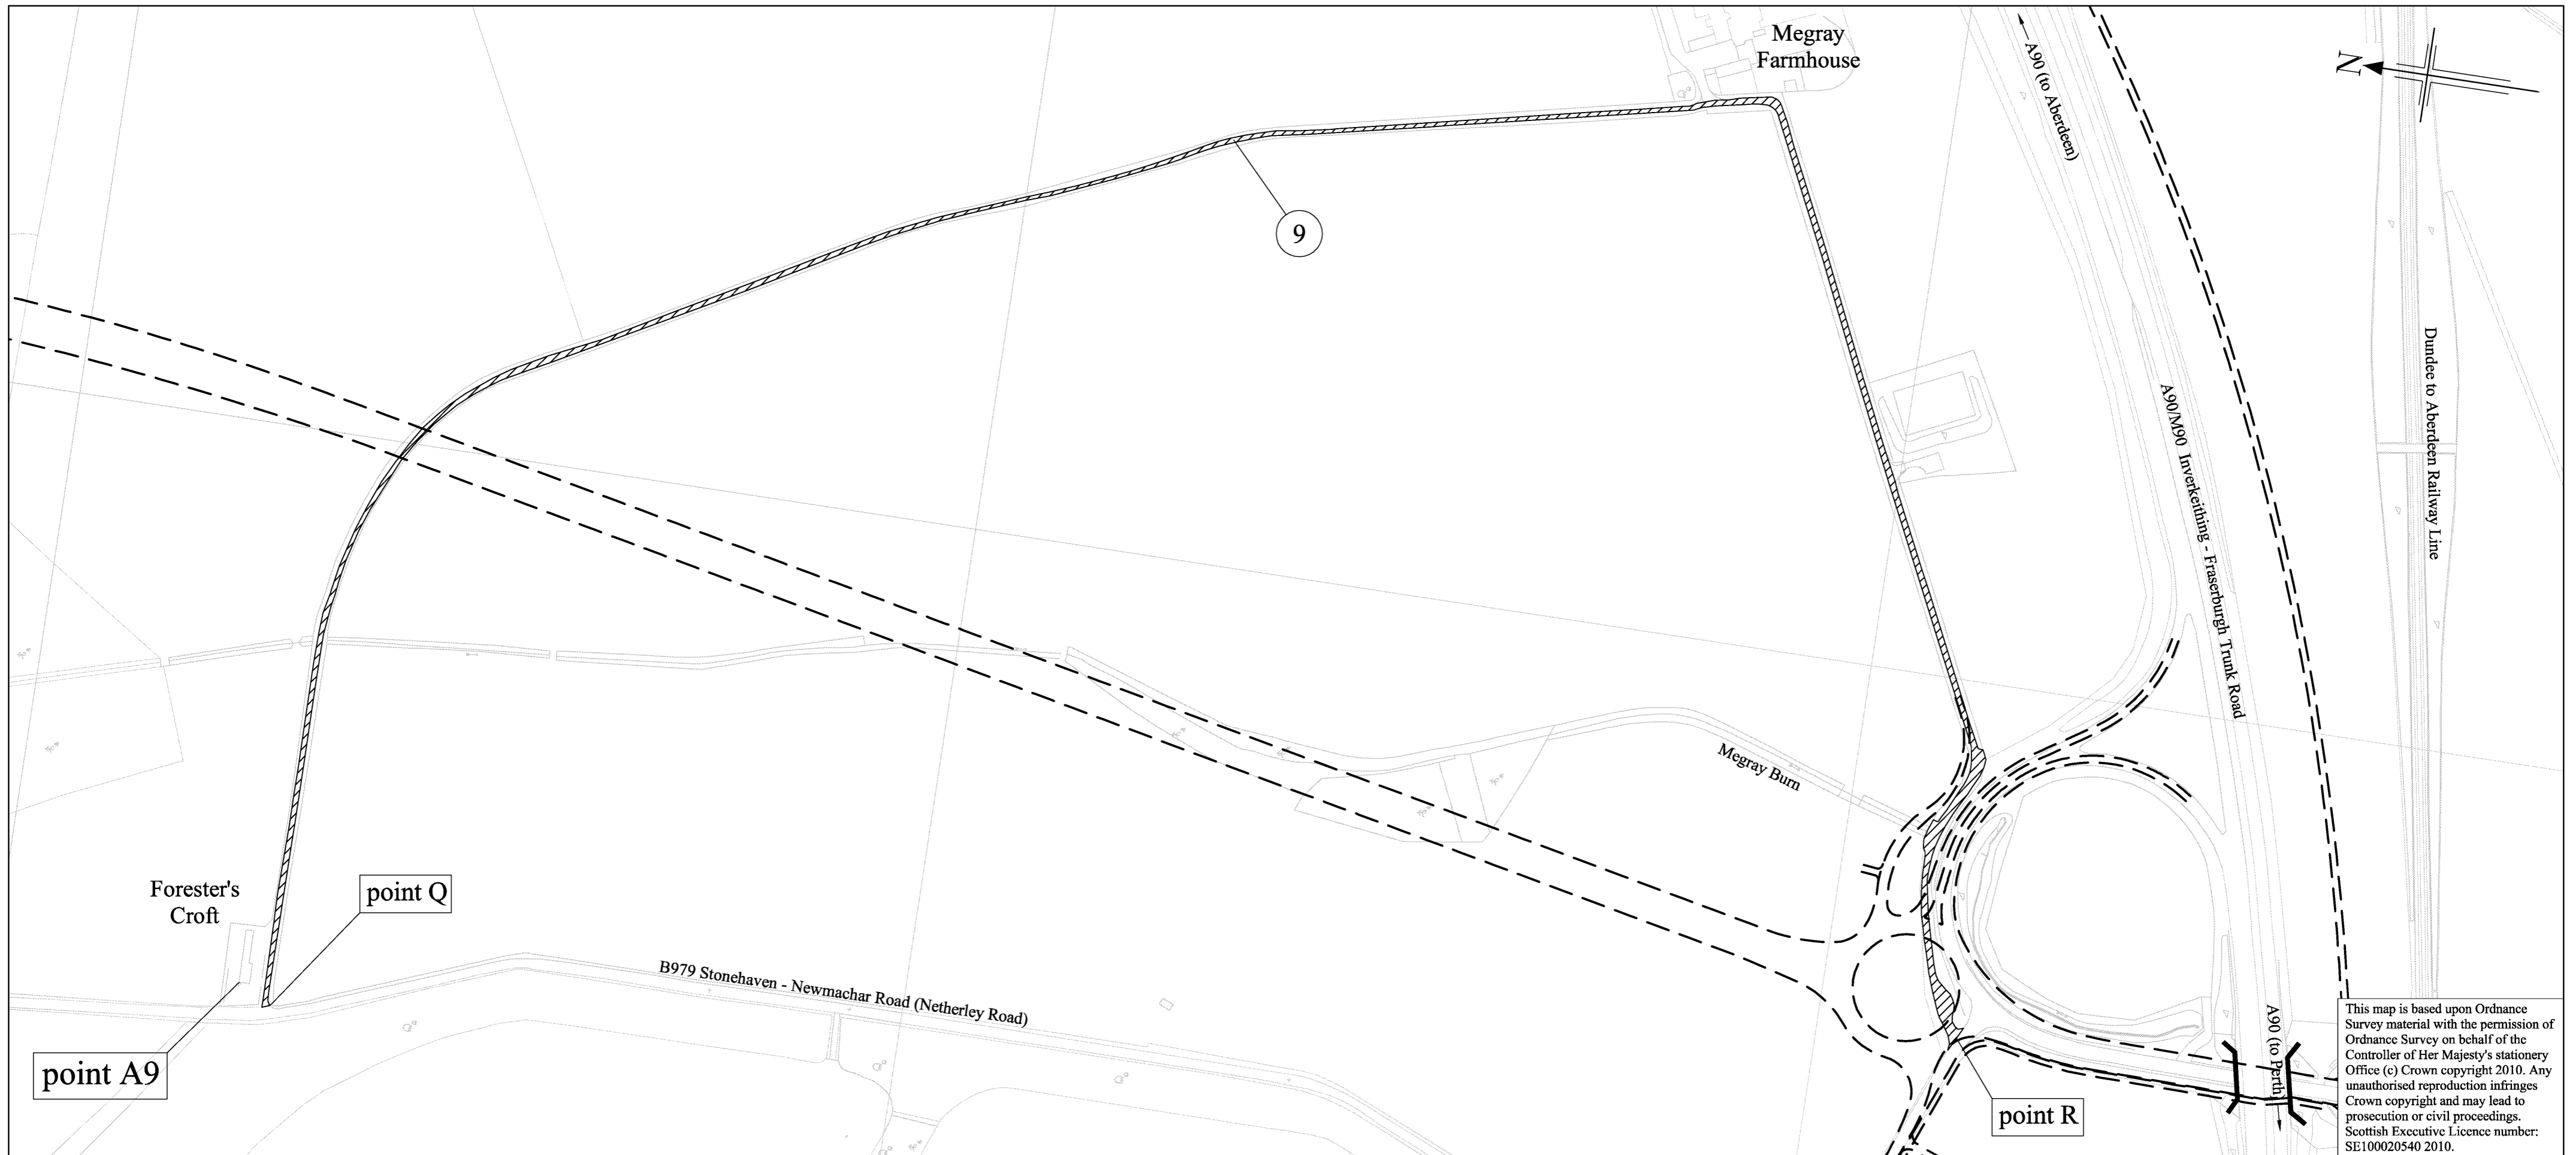 Megray
Farmhouse
A90 (to Aberdeen)
N
9
A90/M90 Inverkeithing - Fraserburgh Trunk Road
Dundee to Aberdeen Railway Line
Megray Burn
Forester's
Croft
point Q
B979 Stonehaven - Newmachar Road (Netherley Road)
point A9
point R
A90 (to Perth)
This map is based upon Ordnance
Survey material with the permission of
Ordnance Survey on behalf of the
Controller of Her Majesty's stationery
Office (c) Crown copyright 2010. Any
unauthorised reproduction infringes
Crown copyright and may lead to
prosecution or civil proceedings.
Scottish Executive Licence number:
SE100020540 2010.